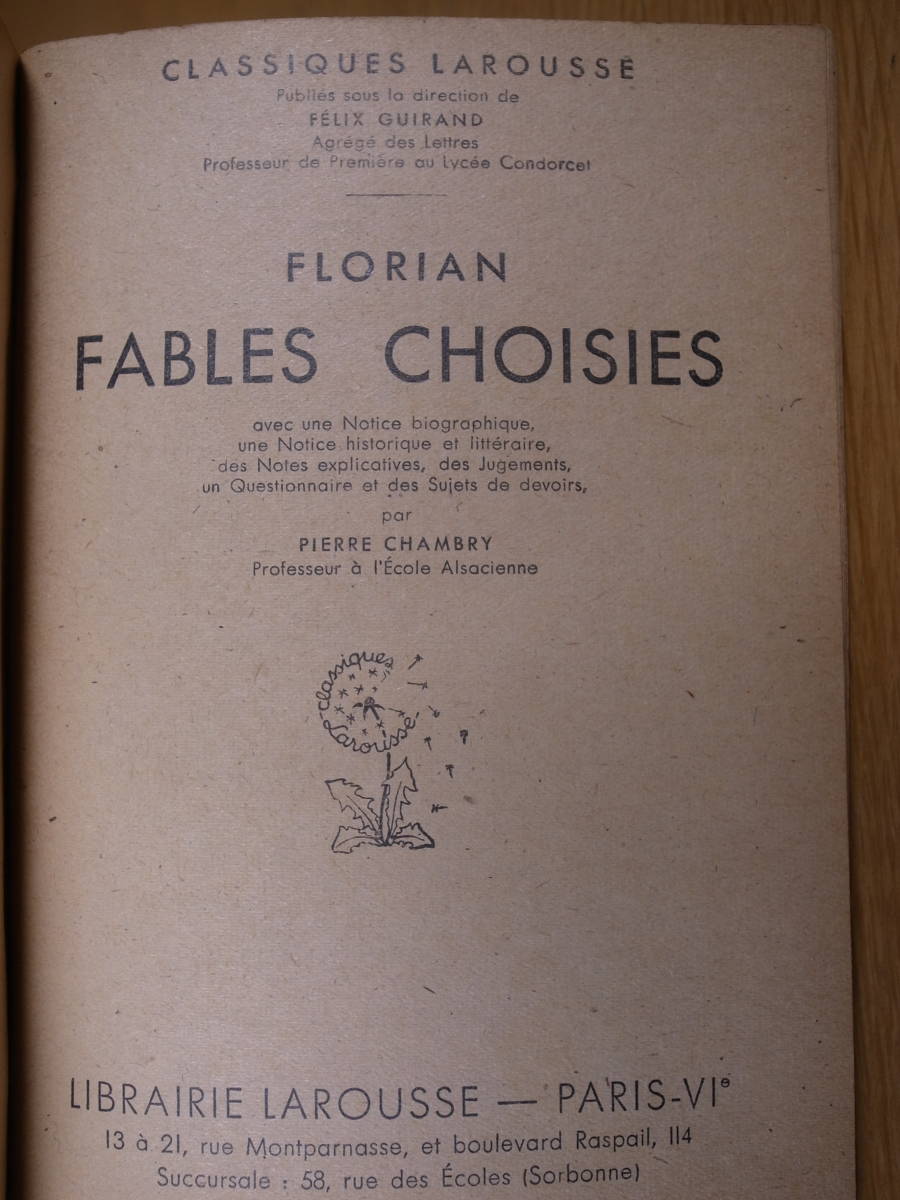 CLASSIQUES LAROUSSE
Publiés sous la direction de
FÉLIX GUIRAND
Agrégé des Lettres
Professeur de Première au Lycée Condorcet
FLORIAN
FABLES CHOISIES
avec une Notice biographique,
une Notice historique et littéraire,
des Notes explicatives, des Jugements,
un Questionnaire et des Sujets de devoirs,
par
PIERRE CHAMBRY
Professeur à l'École Alsacienne
classiques
Larousse
LIBRAIRIE LAROUSSE — PARIS-VIe
13 à 21, rue Montparnasse, et boulevard Raspail, 114
Succursale : 58, rue des Écoles (Sorbonne)